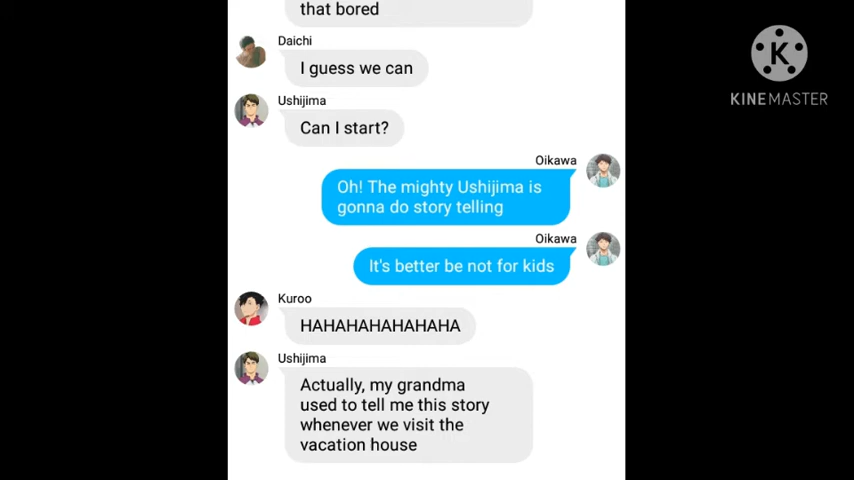 that bored
Daichi
I guess we can
Ushijima
Can I start?
Oikawa
Oh! The mighty Ushijima is
gonna do story telling
Oikawa
It's better be not for kids
Kuroo
HAHAHAHAHAHAHA
Ushijima
Actually, my grandma
used to tell me this story
whenever we visit the
vacation house
K
KINEMASTER